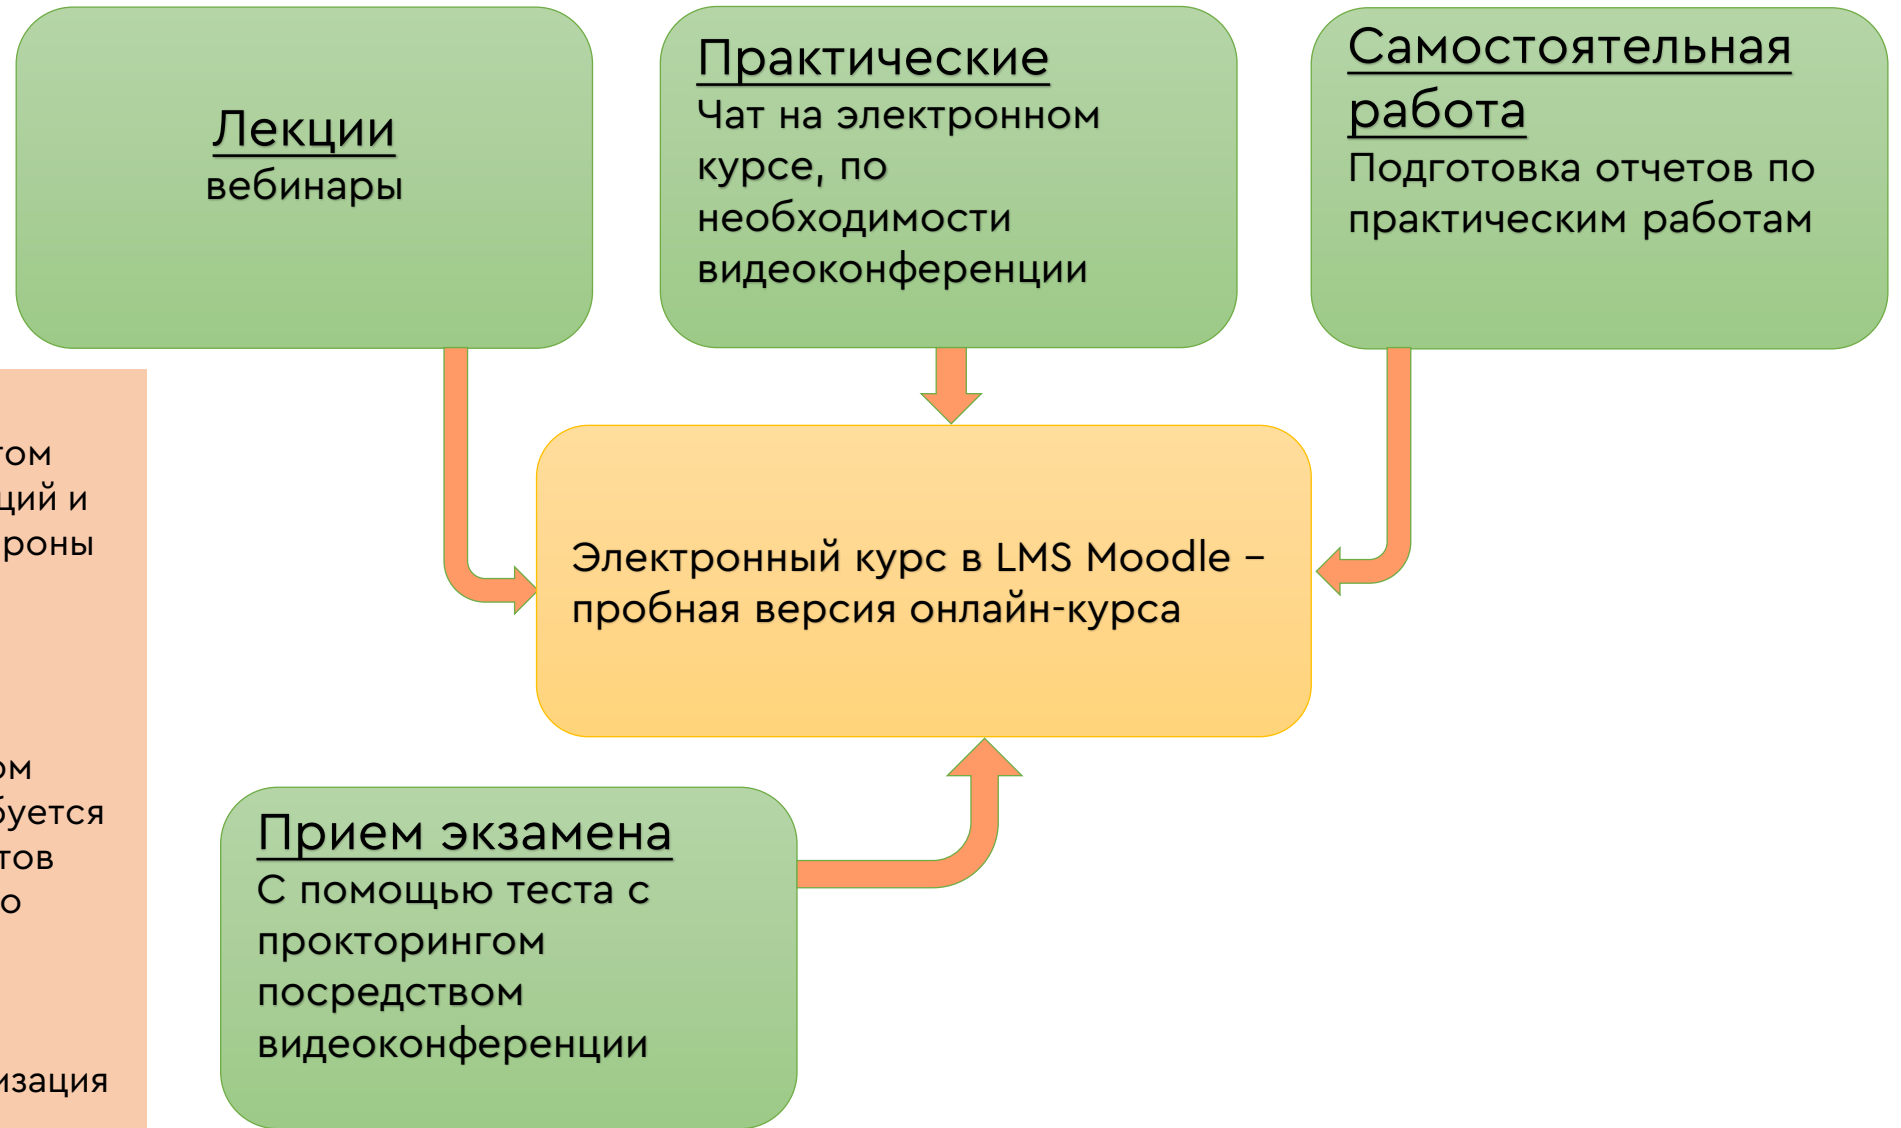 Лекции
вебинары
Практические
Чат на электронном
курсе, по
необходимости
видеоконференции
Самостоятельная
работа
Подготовка отчетов по
практическим работам
и
Электронный курс в LMS Moodle –
пробная версия онлайн-курса
Прием экзамена
С помощью теста с
прокторингом
посредством
видеоконференции